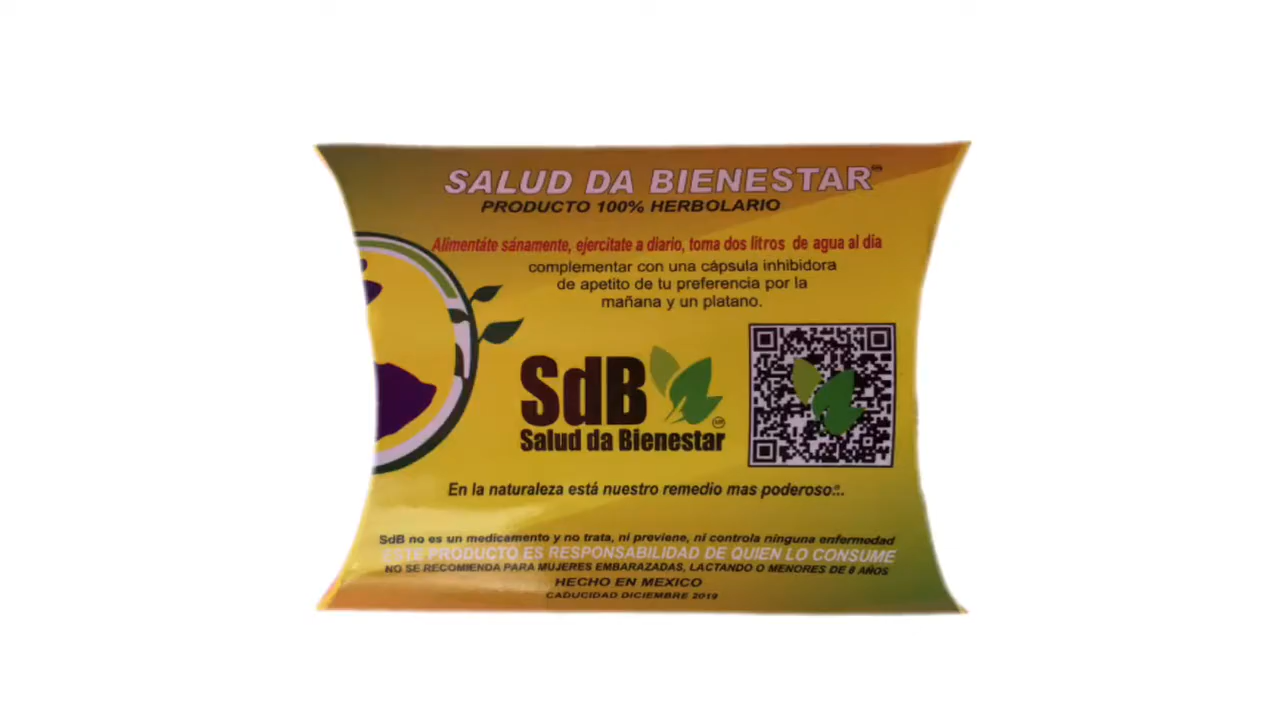 SALUD DA BIENESTAR
PRODUCTO 100% HERBOLARIO
Alimentáte sánamente, ejercítate a diario, toma dos litros de agua al día
complementar con una cápsula inhibidora
de apetito de tu preferencia por la
mañana y un platano.
SdB
Salud da Bienestar
En la naturaleza está nuestro remedio mas poderoso...
SdB no es un medicamento y no trata, ni previene, ni controla ninguna enfermedad
ESTE PRODUCTO ES RESPONSABILIDAD DE QUIEN LO CONSUME
NO SE RECOMIENDA PARA MUJERES EMBARAZADAS, LACTANDO O MENORES DE 8 AÑOS
HECHO EN MEXICO
CADUCIDAD DICIEMBRE 2019